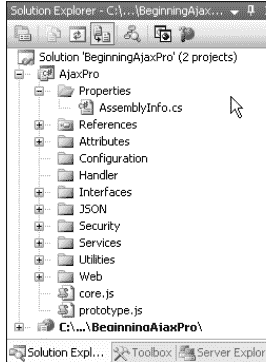 Solution Explorer - C:\...\BeginningAjax...
Solution 'BeginningAjaxPro' (2 projects)
AjaxPro
Properties
AssemblyInfo.cs
References
Attributes
Configuration
Handler
Interfaces
JSON
Security
Services
Utilities
Web
core.js
prototype.js
C:\...\BeginningAjaxPro\
Solution Expl... Toolbox Server Explor